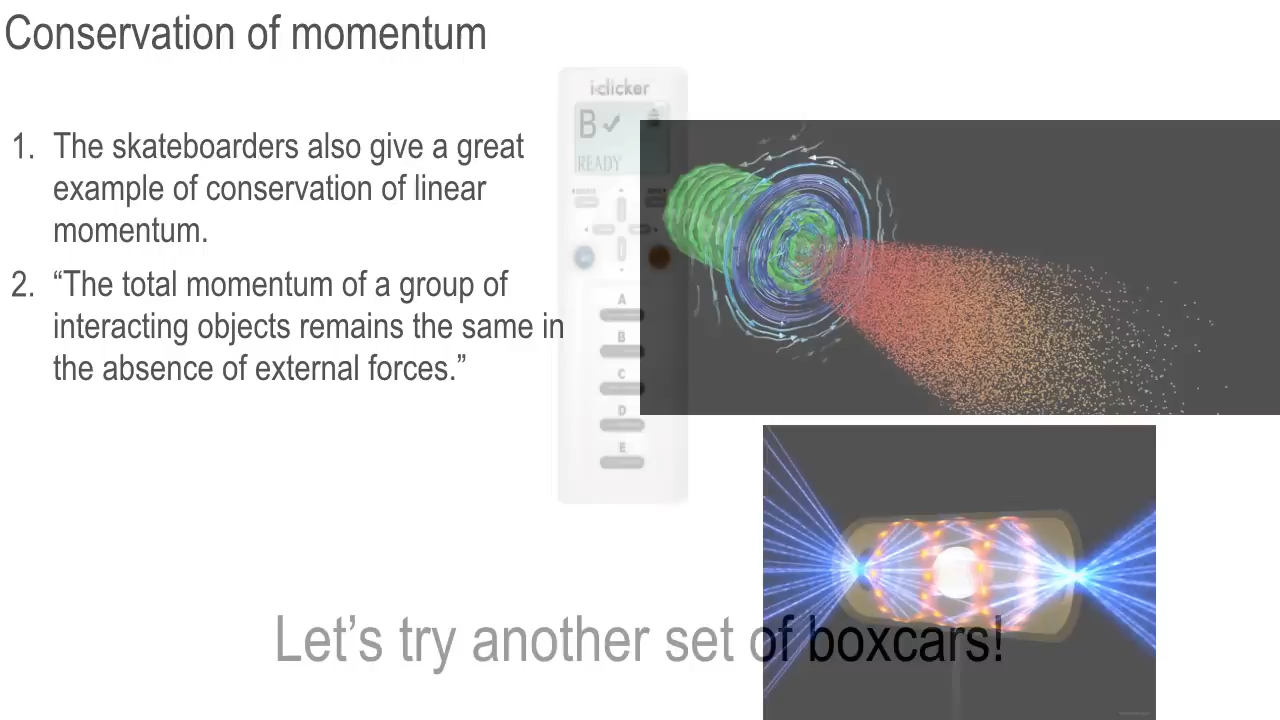 Conservation of momentum
i>clicker
B✓
READY
1. The skateboarders also give a great
example of conservation of linear
momentum.
2. “The total momentum of a group of
interacting objects remains the same in
the absence of external forces.”
A
B
C
D
E
Let’s try another set of boxcars!